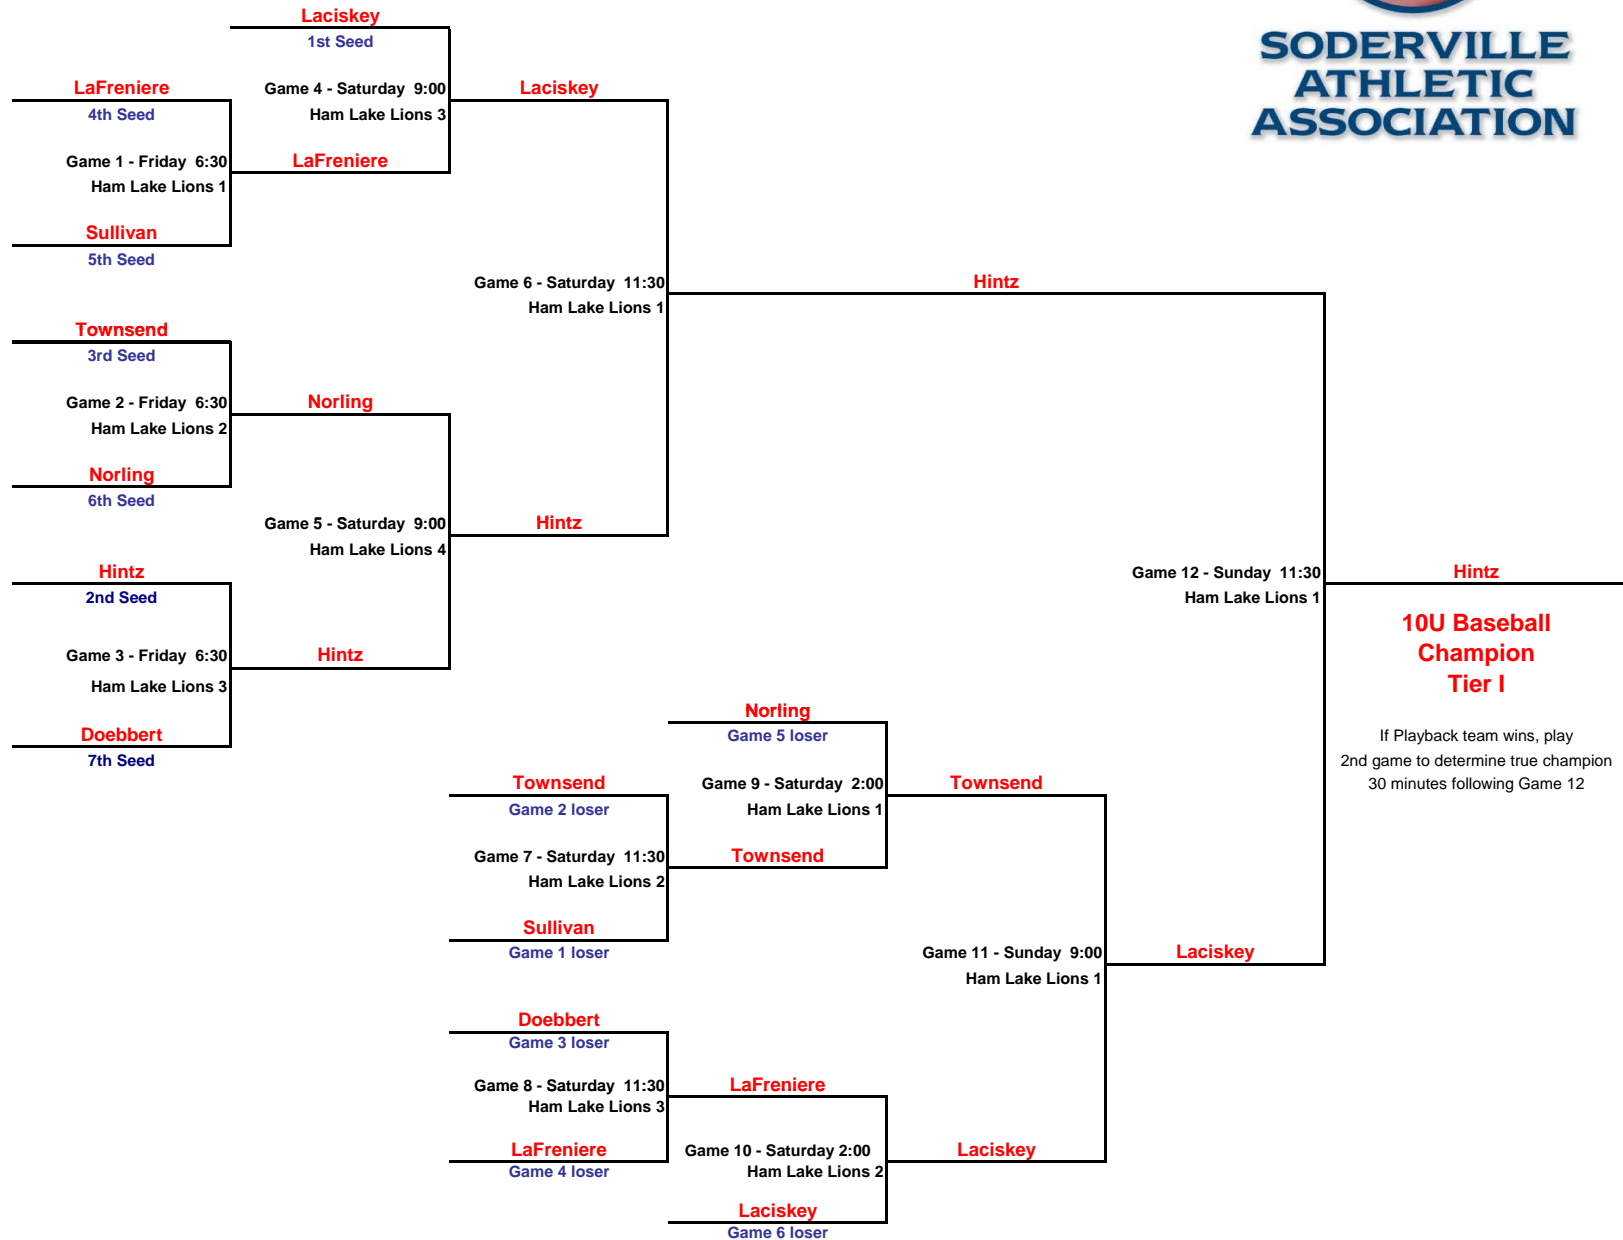 Laciskey
1st Seed
SODERVILLE
ATHLETIC
ASSOCIATION
LaFreniere
4th Seed
Game 4 - Saturday 9:00
Ham Lake Lions 3
Laciskey
Game 1 - Friday 6:30
Ham Lake Lions 1
LaFreniere
Sullivan
5th Seed
Game 6 - Saturday 11:30
Ham Lake Lions 1
Hintz
Townsend
3rd Seed
Game 2 - Friday 6:30
Ham Lake Lions 2
Norling
Norling
6th Seed
Game 5 - Saturday 9:00
Ham Lake Lions 4
Hintz
Hintz
2nd Seed
Game 12 - Sunday 11:30
Ham Lake Lions 1
Hintz
10U Baseball
Champion
Tier I
Game 3 - Friday 6:30
Ham Lake Lions 3
Hintz
Doebbert
7th Seed
If Playback team wins, play
2nd game to determine true champion
30 minutes following Game 12
Norling
Game 5 loser
Townsend
Game 2 loser
Game 9 - Saturday 2:00
Ham Lake Lions 1
Townsend
Game 7 - Saturday 11:30
Ham Lake Lions 2
Townsend
Sullivan
Game 1 loser
Game 11 - Sunday 9:00
Ham Lake Lions 1
Laciskey
Doebbert
Game 3 loser
Game 8 - Saturday 11:30
Ham Lake Lions 3
LaFreniere
LaFreniere
Game 4 loser
Game 10 - Saturday 2:00
Ham Lake Lions 2
Laciskey
Laciskey
Game 6 loser